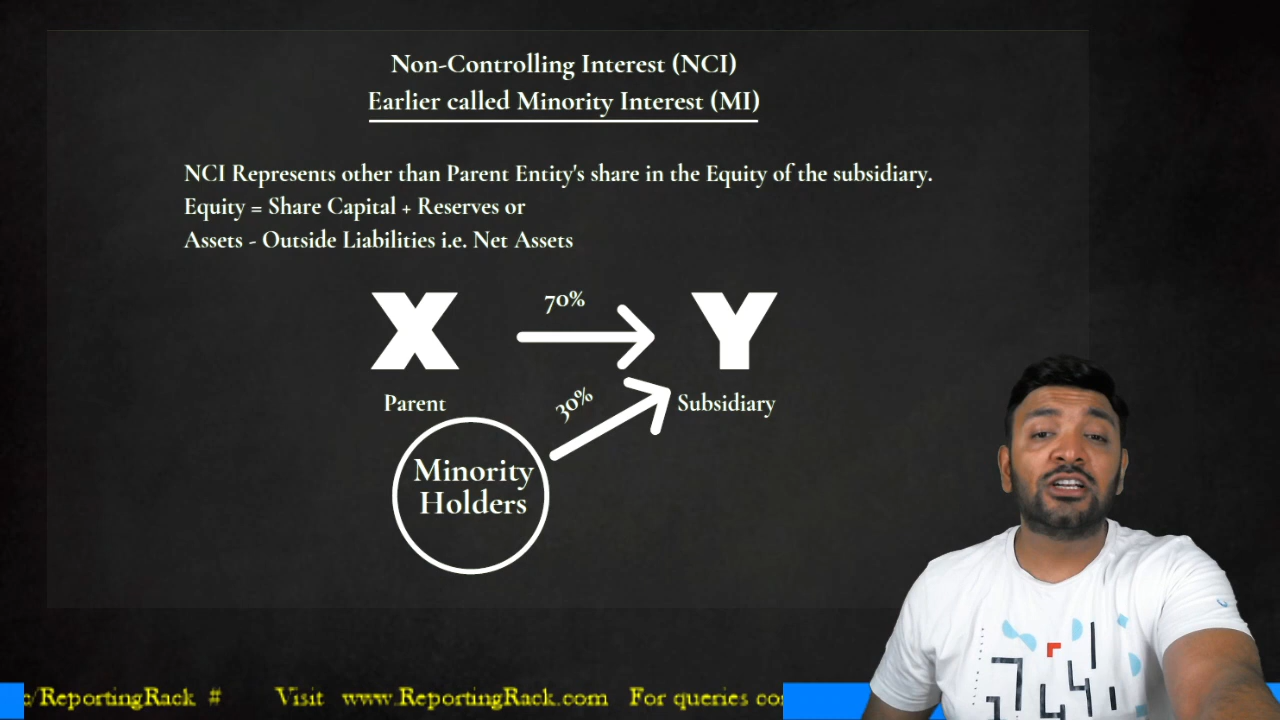 Non-Controlling Interest (NCI)
Earlier called Minority Interest (MI)
NCI Represents other than Parent Entity's share in the Equity of the subsidiary.
Equity = Share Capital + Reserves or
Assets - Outside Liabilities i.e. Net Assets
X
70%
Y
Parent
30%
Subsidiary
Minority
Holders
/ReportingRack # Visit www.ReportingRack.com For queries